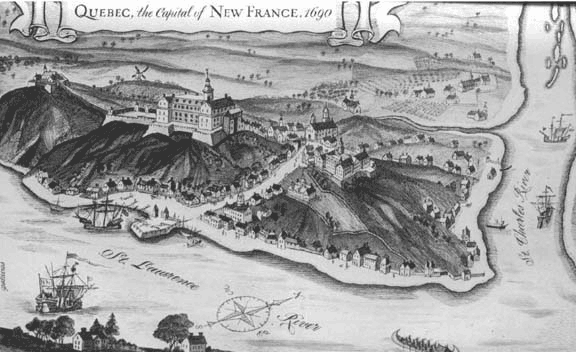 QUEBEC, the Capital of NEW FRANCE, 1690
St. Lawrence
River
St. Charles River